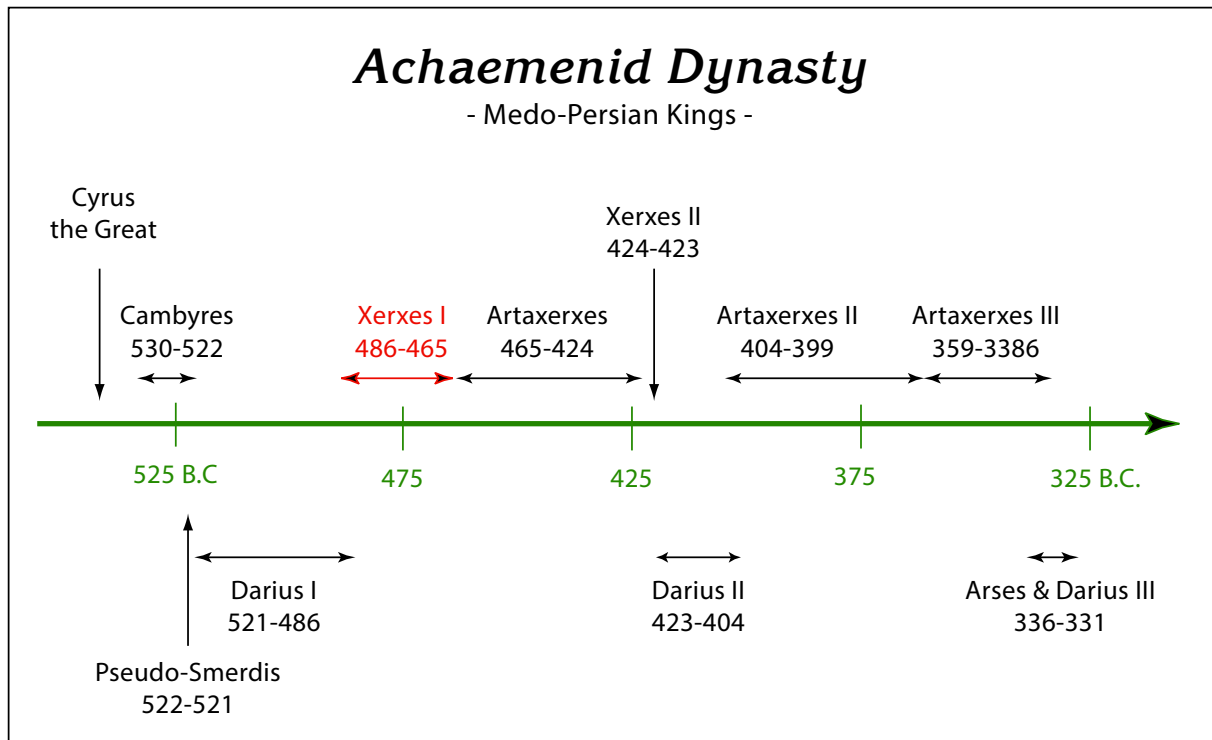 Achaemenid Dynasty
- Medo-Persian Kings -
Cyrus
the Great
Xerxes II
424-423
Cambyres
530-522
Xerxes I
486-465
Artaxerxes
465-424
Artaxerxes II
404-399
Artaxerxes III
359-3386
525 B.C
475
425
375
325 B.C.
Darius I
521-486
Darius II
423-404
Arses & Darius III
336-331
Pseudo-Smerdis
522-521